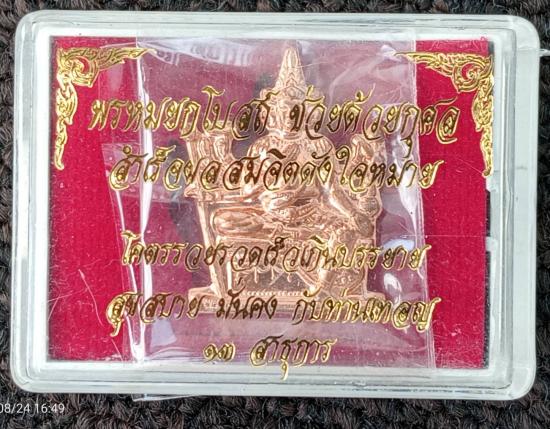 พรหมยกโบสถ์ ช่วยด้วยกุศล
สำเร็จผลสมจิตดั่งใจหมาย
โคตรรวยรวดเร็วเกินบรรยาย
สุขสบาย มั่นคง กับท่านเทอญ
๑๗ สาธุการ
08/24 16:49